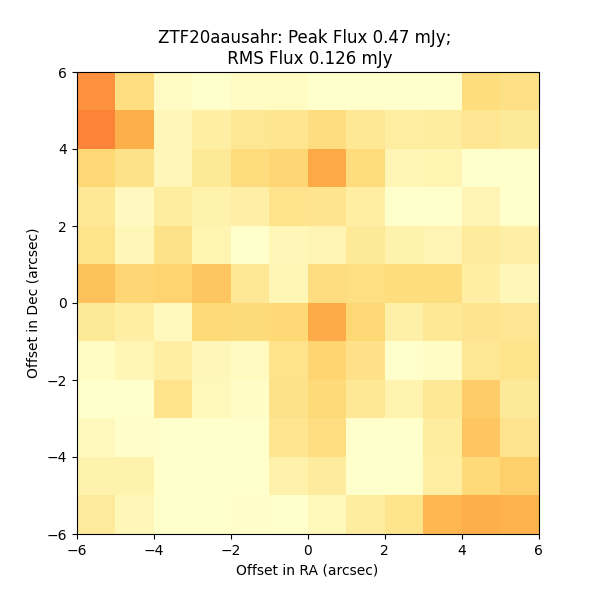 ZTF20aausahr: Peak Flux 0.47 mJy;
RMS Flux 0.126 mJy
6
4
2
0
−2
−4
−6
Offset in Dec (arcsec)
−6 −4 −2 0 2 4 6
Offset in RA (arcsec)